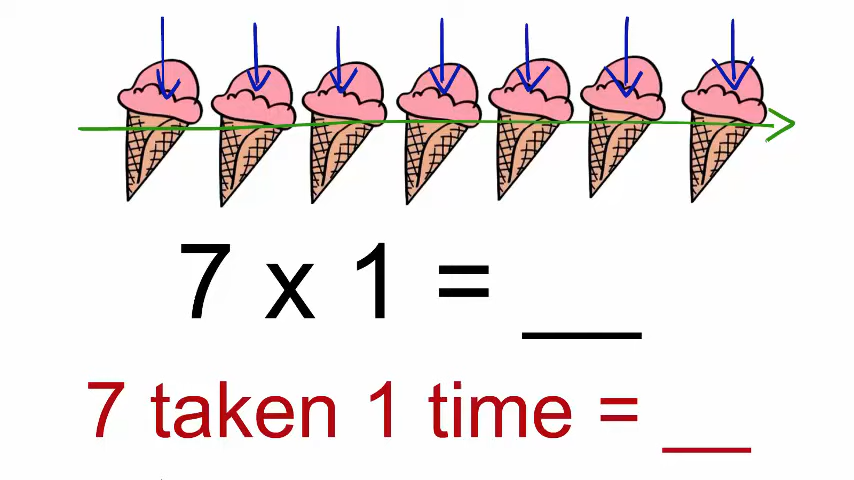 7 x 1 = __
7 taken 1 time = __